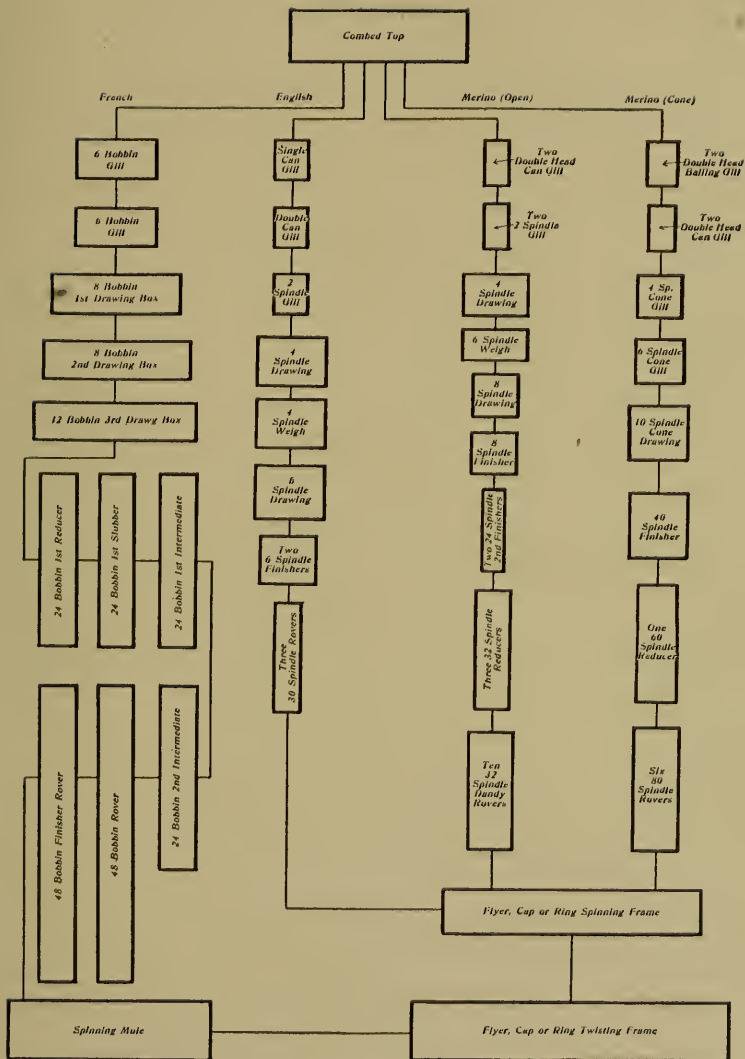 Combed Top
French
English
Merino (Open)
Merino (Cone)
6 Bobbin
Gill
6 Bobbin
Gill
8 Bobbin
1st Drawing Box
8 Bobbin
2nd Drawing Box
12 Bobbin 3rd Drawg Box
24 Bobbin 1st Reducer
24 Bobbin 1st Slubber
24 Bobbin 1st Intermediate
48 Bobbin Finisher Rover
48 Bobbin Rover
24 Bobbin 2nd Intermediate
Single
Can
Gill
Double
Can
Gill
2
Spindle
Gill
4
Spindle
Drawing
4
Spindle
Weigh
6
Spindle
Drawing
Two
6 Spindle
Finishers
Three
30 Spindle Rovers
Two
Double Head
Can Gill
Two
2 Spindle
Gill
4
Spindle
Drawing
6 Spindle
Weigh
8
Spindle
Drawing
8
Spindle
Finisher
Two 24 Spindle
2nd Finishers
Three 32 Spindle
Reducers
Ten
32
Spindle
Dandy
Rovers
Two
Double Head
Balling Gill
Two
Double Head
Can Gill
4 Sp.
Cone
Gill
6 Spindle
Cone
Gill
10 Spindle
Cone
Drawing
40
Spindle
Finisher
One
60
Spindle
Reducer
Six
80
Spindle
Rovers
Flyer, Cap or Ring Spinning Frame
Spinning Mule
Flyer, Cap or Ring Twisting Frame